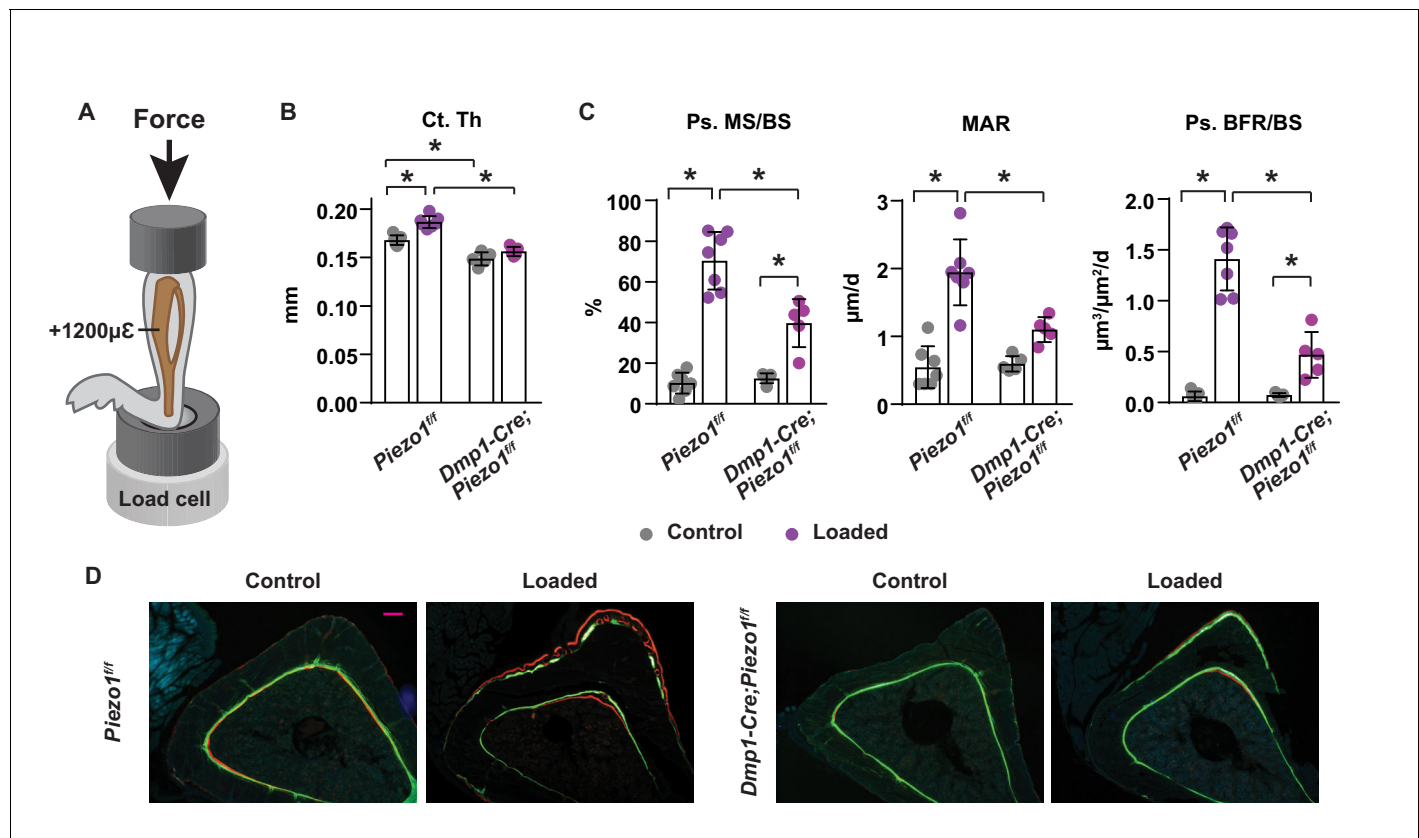 A
Force
+1200µƐ
Load cell
B
Ct. Th
*
*
*
mm
0.20
0.15
0.10
0.05
0.00
Piezo1f/f
Dmp1-Cre;
Piezo1f/f
C
Ps. MS/BS
*
*
*
%
100
80
60
40
20
0
Piezo1f/f
Dmp1-Cre;
Piezo1f/f
MAR
*
*
µm/d
3
2
1
0
Piezo1f/f
Dmp1-Cre;
Piezo1f/f
Ps. BFR/BS
*
*
*
µm³/µm²/d
2.0
1.5
1.0
0.5
0.0
Piezo1f/f
Dmp1-Cre;
Piezo1f/f
Control
Loaded
D
Control
Loaded
Control
Loaded
Piezo1f/f
Dmp1-Cre;Piezo1f/f